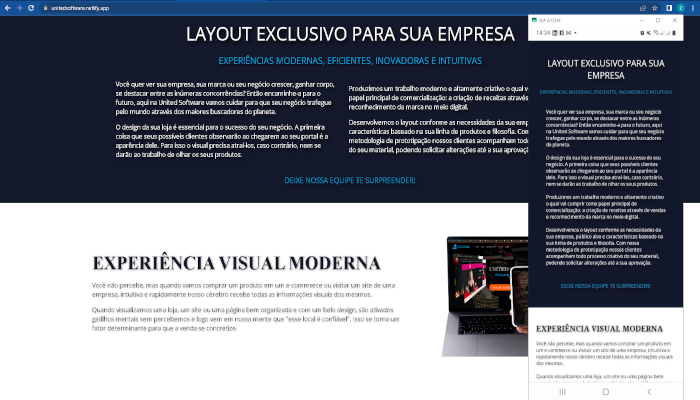 unitedsoftware.netlify.app
LAYOUT EXCLUSIVO PARA SUA EMPRESA
EXPERIÊNCIAS MODERNAS, EFICIENTES, INOVADORAS E INTUITIVAS
Você quer ver sua empresa, sua marca ou seu negócio crescer, ganhar corpo,
se destacar entre as inúmeras concorrências? Então encaminhe-a para o
futuro, aqui na United Software vamos cuidar para que seu negócio trafegue
pelo mundo através dos maiores buscadores do planeta.
O design da sua loja é essencial para o sucesso do seu negócio. A primeira
coisa que seus possíveis clientes observarão ao chegarem ao seu portal é a
aparência dele. Para isso o visual precisa atraí-los, caso contrário, nem se
darão ao trabalho de olhar os seus produtos.
Produzimos um trabalho moderno e altamente criativo o qual v
papel principal de comercialização: a criação de receitas atravé
reconhecimento da marca no meio digital.
Desenvolvemos o layout conforme as necessidades da sua emp
características baseado na sua linha de produtos e filosofia. Com
metodologia de prototipação nossos clientes acompanham tod
do seu material, podendo solicitar alterações até a sua aprovaçã
DEIXE NOSSA EQUIPE TE SURPREENDER!
EXPERIÊNCIA VISUAL MODERNA
Você não percebe, mas quando vamos comprar um produto em um e-commerce ou visitar um site de uma
empresa, intuitiva e rapidamente nosso cérebro recebe todas as informações visuais dos mesmos.
Quando visualizamos uma loja, um site ou uma página bem organizada e com um belo design, são ativados
gatilhos mentais sem percebemos e logo vem em nossa mente que "esse local é confiável". Isso se torna um
fator determinante para que a venda se concretize.
14:34
LAYOUT EXCLUSIVO PARA SUA
EMPRESA
EXPERIÊNCIAS MODERNAS, EFICIENTES, INOVADORAS E INTUITIVAS
Você quer ver sua empresa, sua marca ou seu negócio
crescer, ganhar corpo, se destacar entre as inúmeras
concorrências? Então encaminhe-a para o futuro, aqui
na United Software vamos cuidar para que seu negócio
trafegue pelo mundo através dos maiores buscadores
do planeta.
O design da sua loja é essencial para o sucesso do seu
negócio. A primeira coisa que seus possíveis clientes
observarão ao chegarem ao seu portal é a aparência
dele. Para isso o visual precisa atraí-los, caso contrário,
nem se darão ao trabalho de olhar os seus produtos.
Produzimos um trabalho moderno e altamente criativo
o qual vai cumprir como papel principal de
comercialização: a criação de receitas através de vendas
e reconhecimento da marca no meio digital.
Desenvolvemos o layout conforme as necessidades da
sua empresa, público alvo e características baseado na
sua linha de produtos e filosofia. Com nossa
metodologia de prototipação nossos clientes
acompanham todo processo criativo do seu material,
podendo solicitar alterações até a sua aprovação.
DEIXE NOSSA EQUIPE TE SURPREENDER!
EXPERIÊNCIA VISUAL MODERNA
Você não percebe, mas quando vamos comprar um produto em
um e-commerce ou visitar um site de uma empresa, intuitiva e
rapidamente nosso cérebro recebe todas as informações visuais
dos mesmos.
Quando visualizamos uma loja, um site ou uma página bem